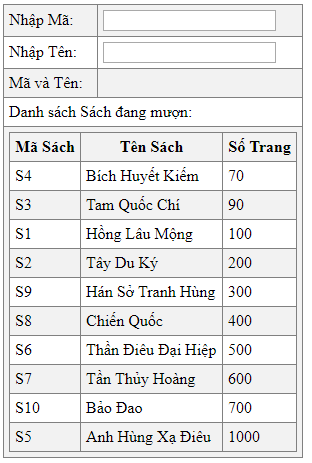 Nhập Mã:
Nhập Tên:
Mã và Tên:
Danh sách Sách đang mượn:
Mã Sách Tên Sách Số Trang
S4 Bích Huyết Kiếm 70
S3 Tam Quốc Chí 90
S1 Hồng Lâu Mộng 100
S2 Tây Du Ký 200
S9 Hán Sở Tranh Hùng 300
S8 Chiến Quốc 400
S6 Thần Điêu Đại Hiệp 500
S7 Tần Thủy Hoàng 600
S10 Bảo Đao 700
S5 Anh Hùng Xạ Điêu 1000